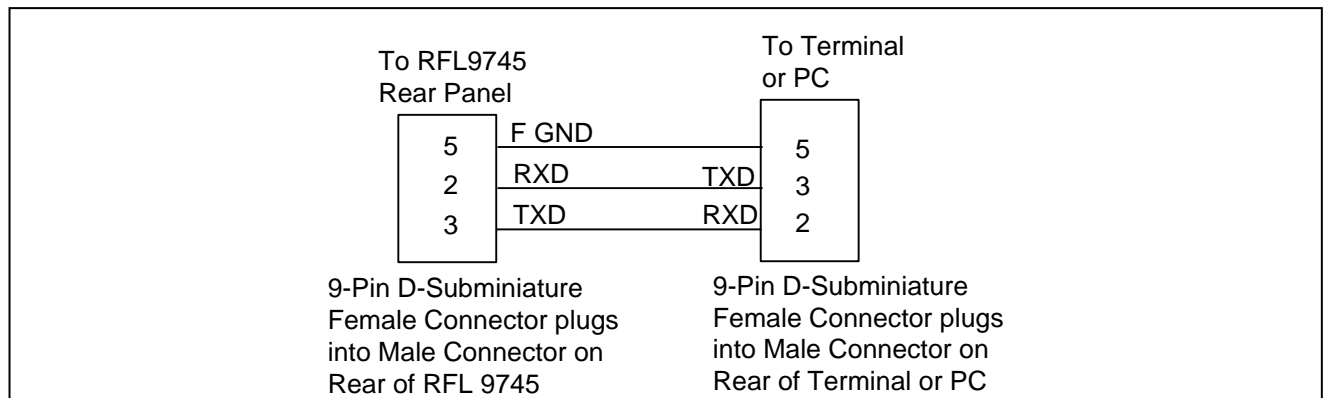 To RFL9745
Rear Panel
To Terminal
or PC
5 F GND 5
2 RXD TXD 3
3 TXD RXD 2
9-Pin D-Subminiature
Female Connector plugs
into Male Connector on
Rear of RFL 9745
9-Pin D-Subminiature
Female Connector plugs
into Male Connector on
Rear of Terminal or PC